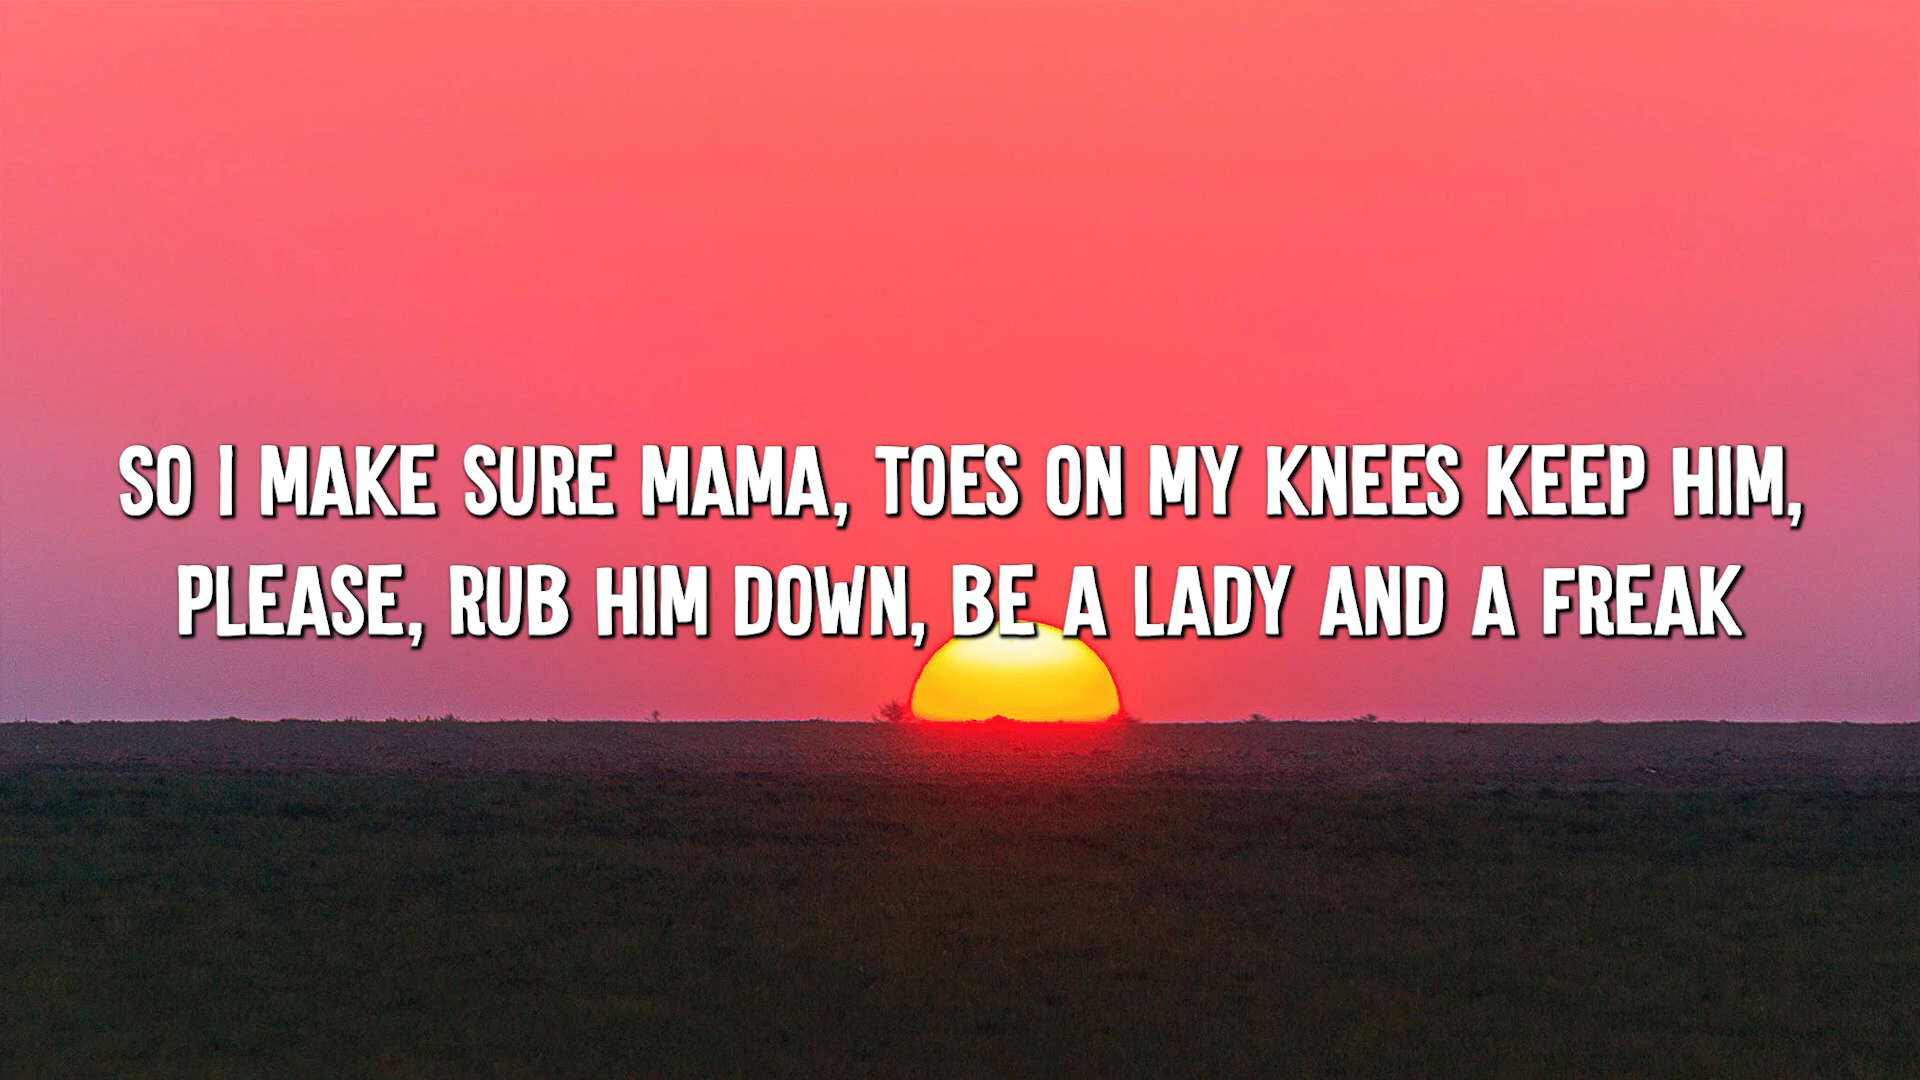 SO I MAKE SURE MAMA, TOES ON MY KNEES KEEP HIM,
PLEASE, RUB HIM DOWN, BE A LADY AND A FREAK